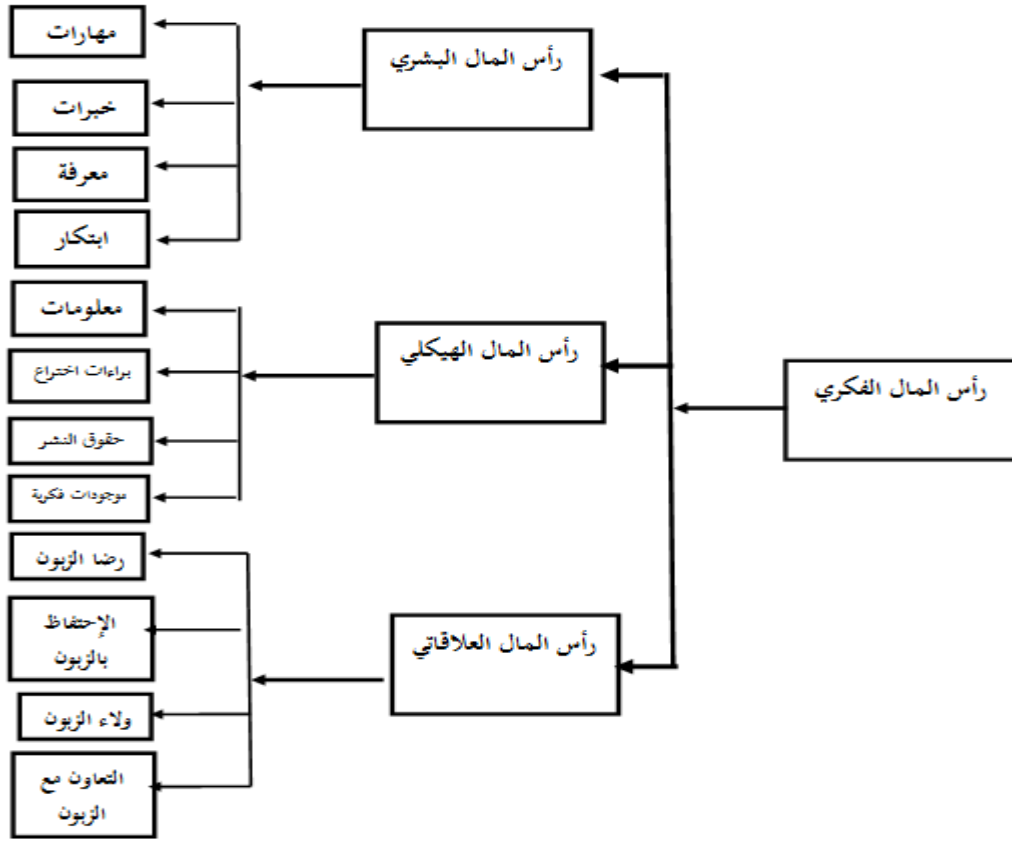 رأس المال الفكري
رأس المال البشري
مهارات
خبرات
معرفة
ابتكار
رأس المال الهيكلي
معلومات
براءات اختراع
حقوق النشر
موجودات فكرية
رأس المال العلاقاتي
رضا الزبون
الإحتفاظ
بالزبون
ولاء الزبون
التعاون مع
الزبون